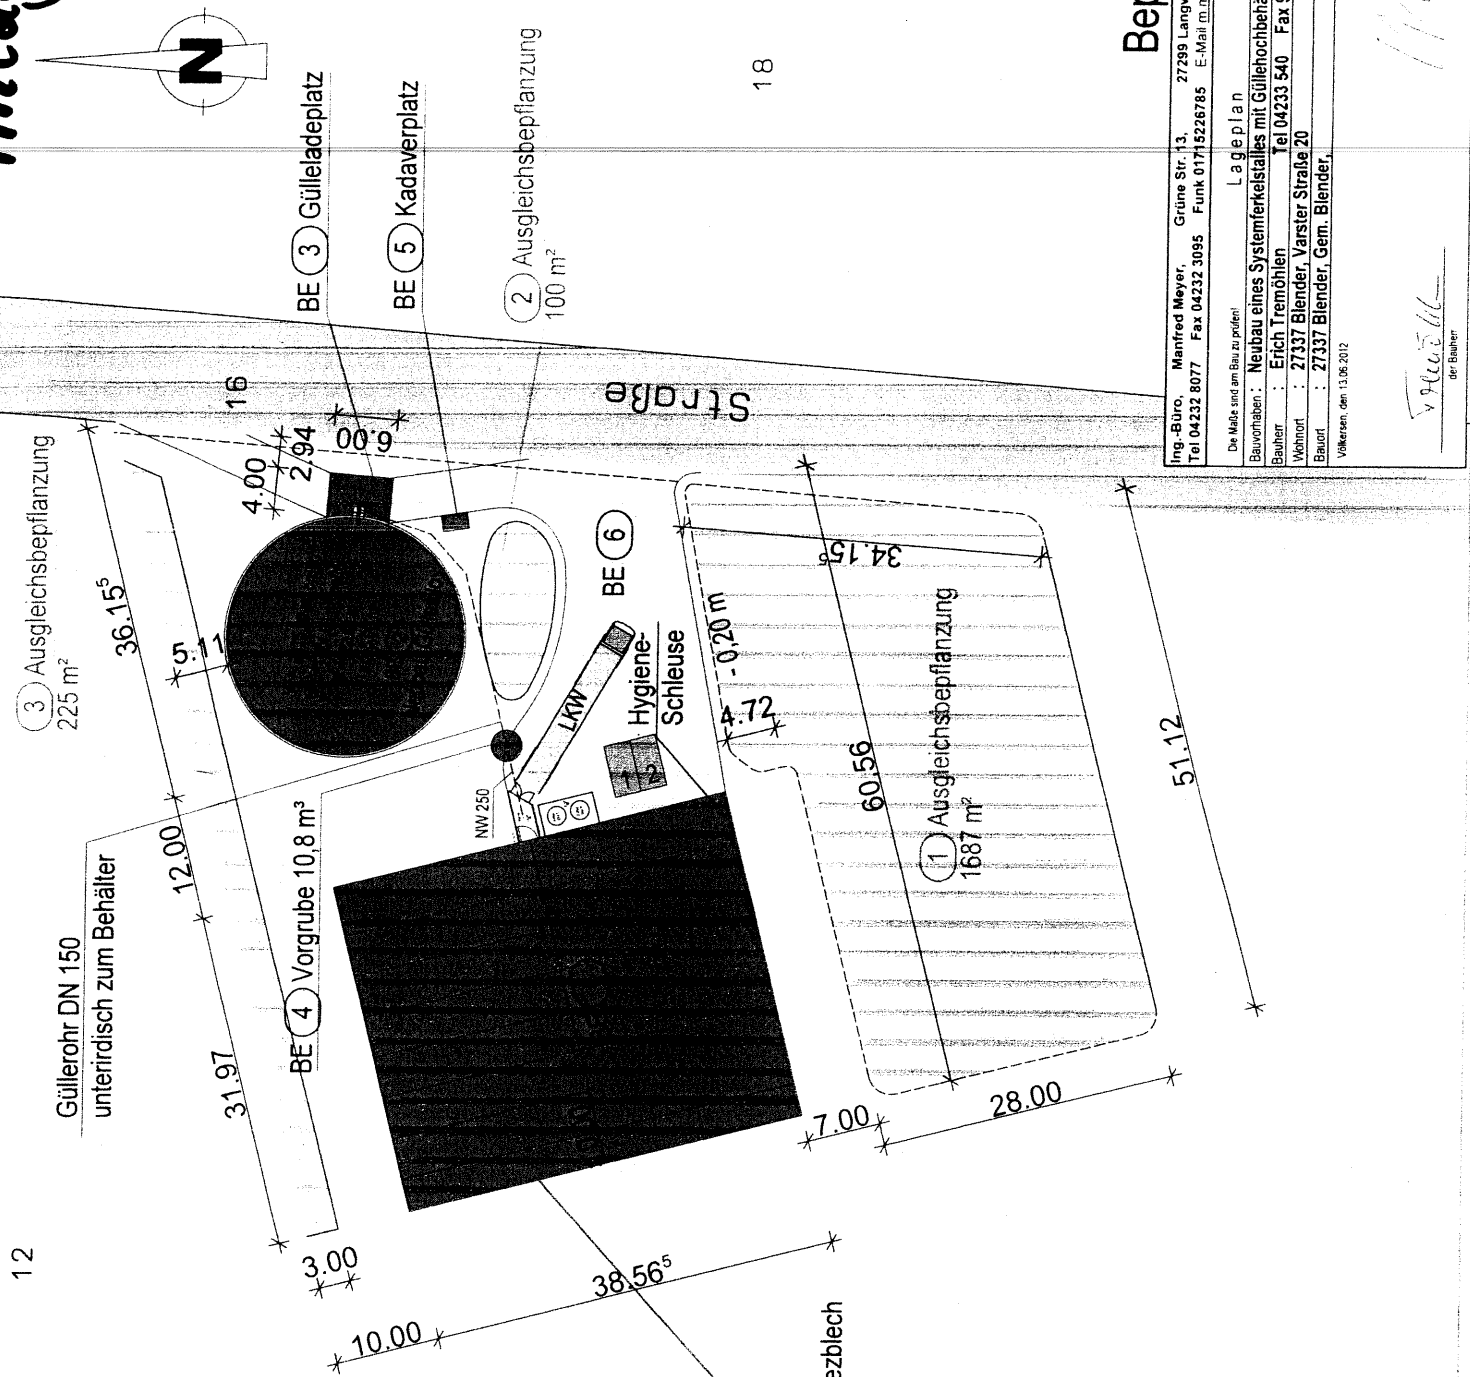 N
BE 3 Gülleladeplatz
BE 5 Kadaverplatz
2 Ausgleichsbepflanzung
100 m²
18
3 Ausgleichsbepflanzung
225 m²
16
Straße
36.15⁵
5.11
4.00
2.94
6.00
12.00
31.97
Güllerohr DN 150
unterirdisch zum Behälter
BE 4 Vorgrube 10,8 m³
NW 250
LKW
BE 6
Hygiene-
Schleuse
1 2
- 0,20 m
4.72
34.15⁵
60.56
1 Ausgleichsbepflanzung
1687 m²
51.12
28.00
7.00
38.56⁵
10.00
3.00
12
ezblech
Bep
Ing.-Büro, Manfred Meyer, Grüne Str. 13, 27299 Langw
Tel 04232 8077 Fax 04232 3095 Funk 01715226785 E-Mail m.m
Die Maße sind am Bau zu prüfen! Lageplan
Bauvorhaben : Neubau eines Systemferkelstalles mit Güllehochbehä
Bauherr : Erich Tremöhlen Tel 04233 540 Fax 9
Wohnort : 27337 Blender, Varster Straße 20
Bauort : 27337 Blender, Gem. Blender,
Völkersen, den 13.06.2012
der Bauherr